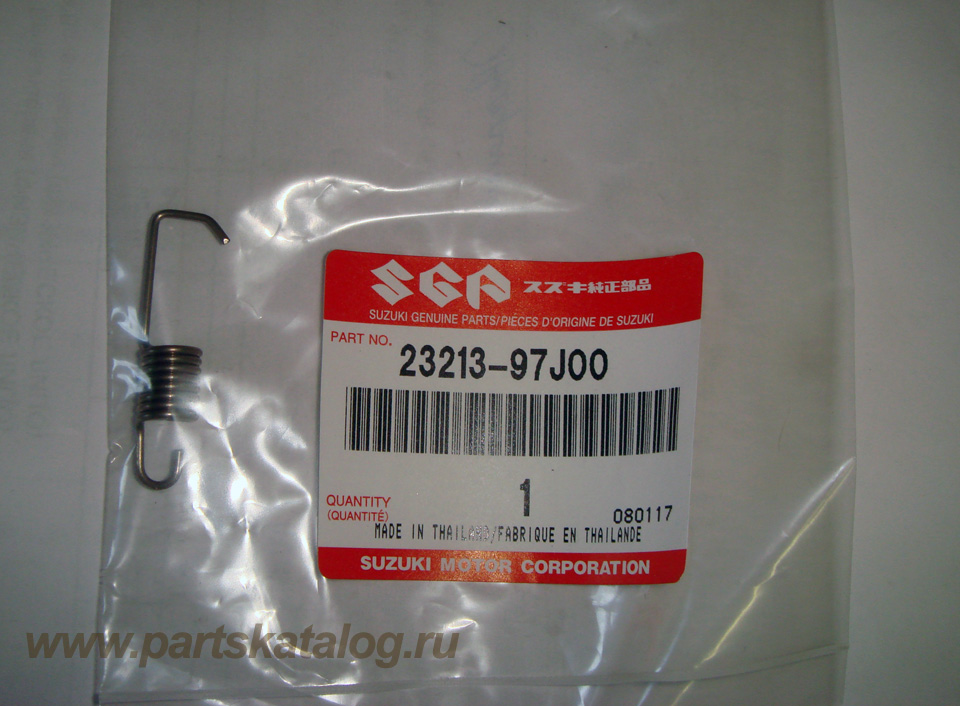 SGP スズキ純正部品
SUZUKI GENUINE PARTS/PIÈCES D'ORIGINE DE SUZUKI
PART NO. 23213-97J00
QUANTITY 1
(QUANTITÉ) 080117
MADE IN THAILAND/FABRIQUE EN THAILANDE
SUZUKI MOTOR CORPORATION
www.partskatalog.ru